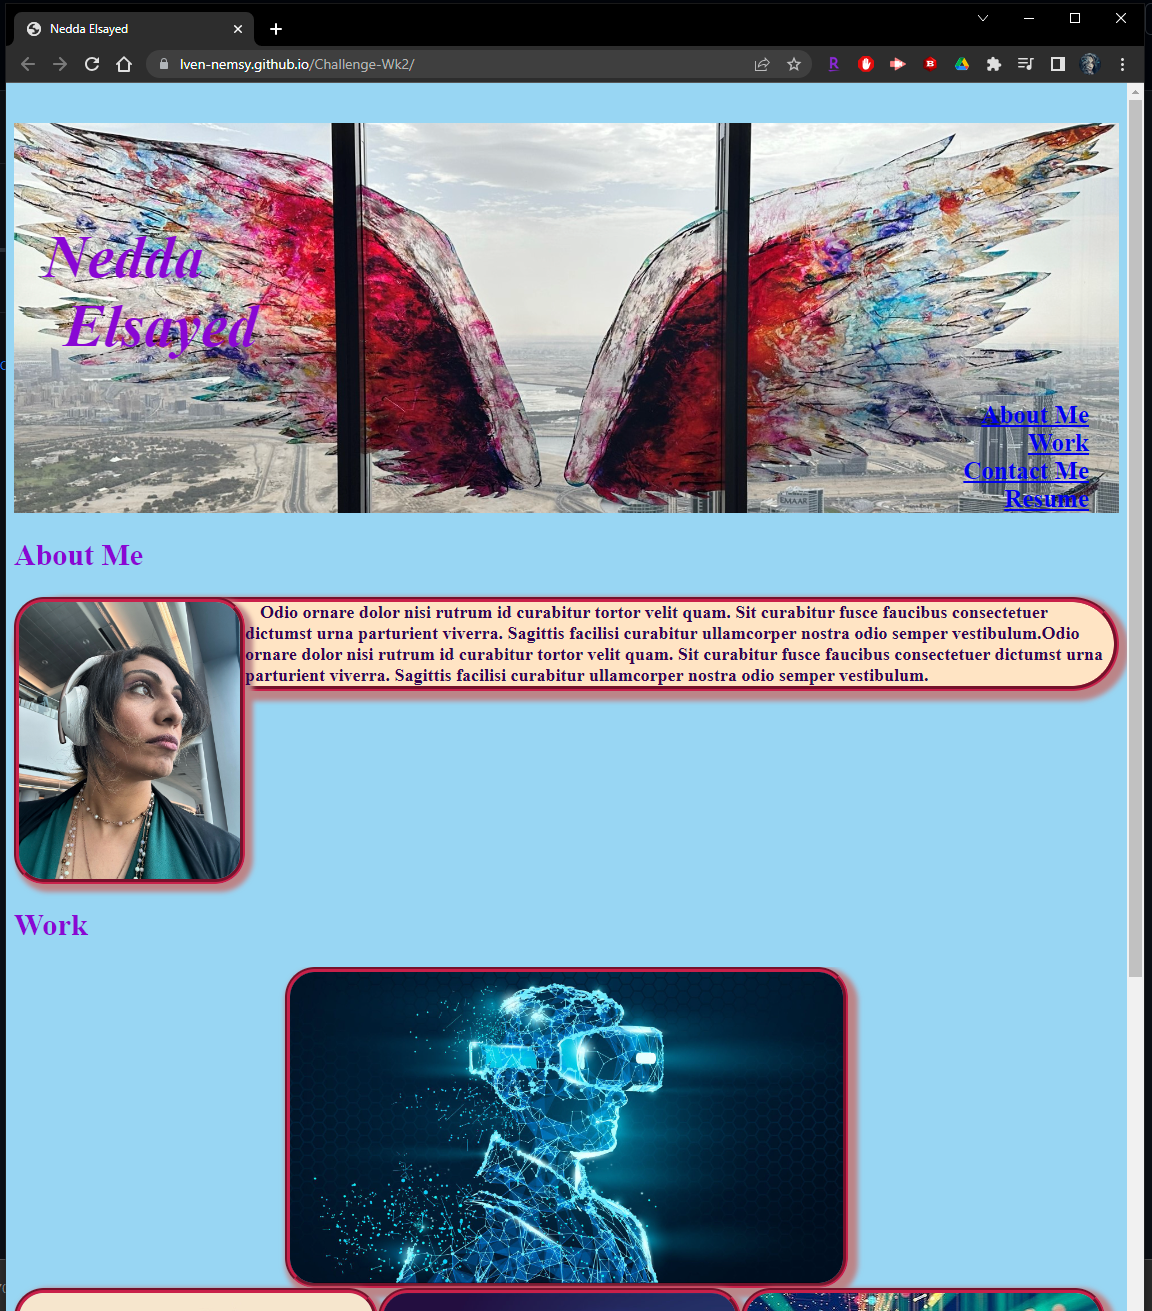 Nedda Elsayed
lven-nemsy.github.io/Challenge-Wk2/
Nedda
Elsayed
About Me
Work
Contact Me
Resume
EMAAR
About Me
Odio ornare dolor nisi rutrum id curabitur tortor velit quam. Sit curabitur fusce faucibus consectetuer
dictumst urna parturient viverra. Sagittis facilisi curabitur ullamcorper nostra odio semper vestibulum.Odio
ornare dolor nisi rutrum id curabitur tortor velit quam. Sit curabitur fusce faucibus consectetuer dictumst urna
parturient viverra. Sagittis facilisi curabitur ullamcorper nostra odio semper vestibulum.
Work